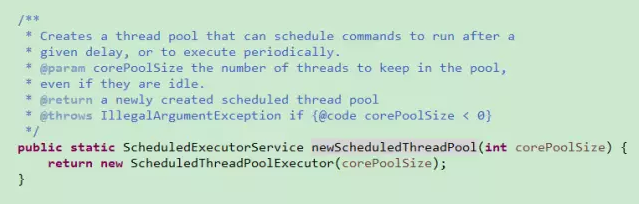 /**
 * Creates a thread pool that can schedule commands to run after a
 * given delay, or to execute periodically.
 * @param corePoolSize the number of threads to keep in the pool,
 * even if they are idle.
 * @return a newly created scheduled thread pool
 * @throws IllegalArgumentException if {@code corePoolSize < 0}
 */
public static ScheduledExecutorService newScheduledThreadPool(int corePoolSize) {
    return new ScheduledThreadPoolExecutor(corePoolSize);
}